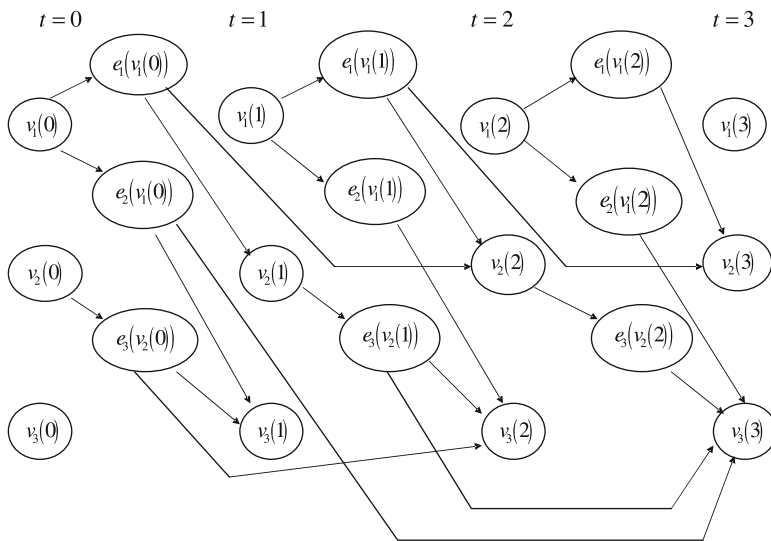 t = 0 t = 1 t = 2 t = 3
e₁(v₁(0)) e₁(v₁(1)) e₁(v₁(2))
v₁(0) v₁(1) v₁(2) v₁(3)
e₂(v₁(0)) e₂(v₁(1)) e₂(v₁(2))
v₂(0) v₂(1) v₂(2) v₂(3)
e₃(v₂(0)) e₃(v₂(1)) e₃(v₂(2))
v₃(0) v₃(1) v₃(2) v₃(3)